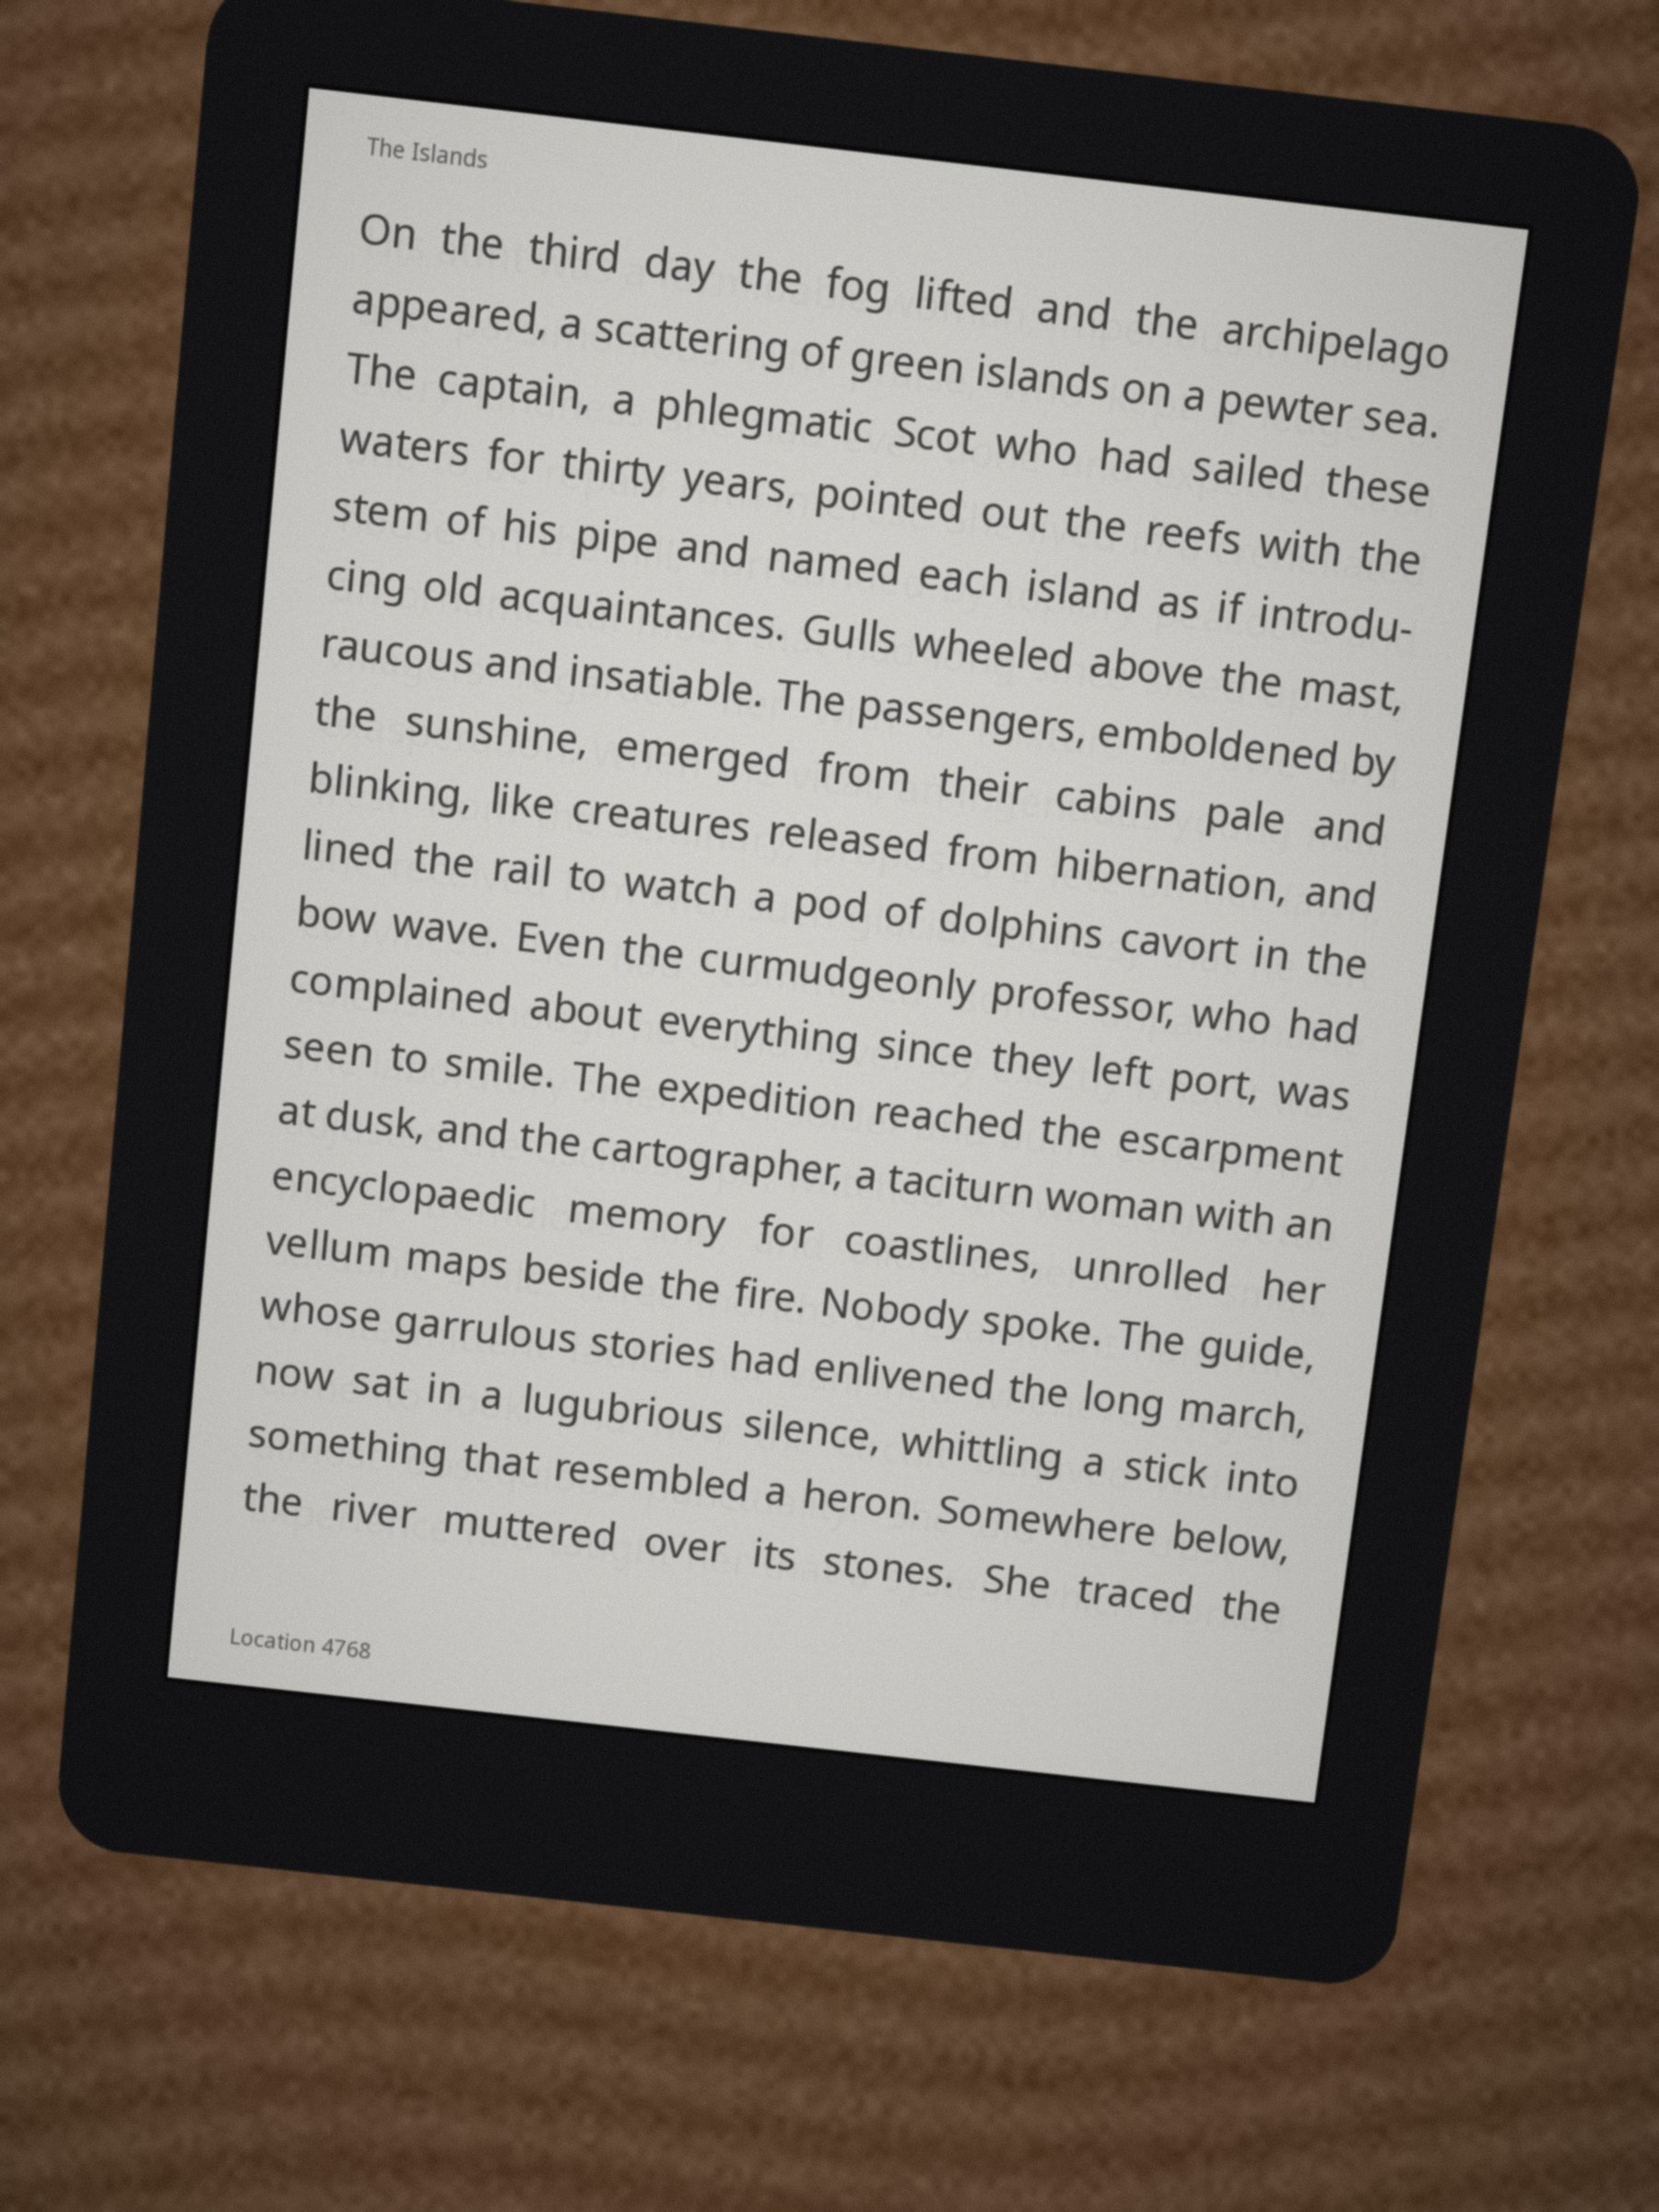 The Islands
On the third day the fog lifted and the archipelago
appeared, a scattering of green islands on a pewter sea.
The captain, a phlegmatic Scot who had sailed these
waters for thirty years, pointed out the reefs with the
stem of his pipe and named each island as if introdu-
cing old acquaintances. Gulls wheeled above the mast,
raucous and insatiable. The passengers, emboldened by
the sunshine, emerged from their cabins pale and
blinking, like creatures released from hibernation, and
lined the rail to watch a pod of dolphins cavort in the
bow wave. Even the curmudgeonly professor, who had
complained about everything since they left port, was
seen to smile. The expedition reached the escarpment
at dusk, and the cartographer, a taciturn woman with an
encyclopaedic memory for coastlines, unrolled her
vellum maps beside the fire. Nobody spoke. The guide,
whose garrulous stories had enlivened the long march,
now sat in a lugubrious silence, whittling a stick into
something that resembled a heron. Somewhere below,
the river muttered over its stones. She traced the
Location 4768